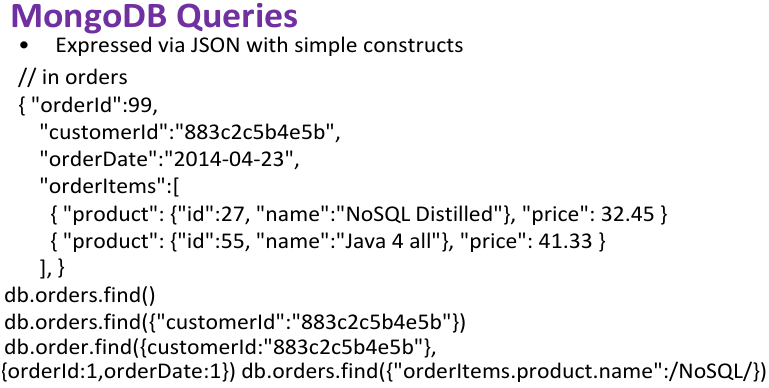 MongoDB Queries
• Expressed via JSON with simple constructs
// in orders
{ "orderId":99,
"customerId":"883c2c5b4e5b",
"orderDate":"2014-04-23",
"orderItems":[
{ "product": {"id":27, "name":"NoSQL Distilled"}, "price": 32.45 }
{ "product": {"id":55, "name":"Java 4 all"}, "price": 41.33 }
], }
db.orders.find()
db.orders.find({"customerId":"883c2c5b4e5b"})
db.order.find({customerId:"883c2c5b4e5b"},
{orderId:1,orderDate:1}) db.orders.find({"orderItems.product.name":/NoSQL/})